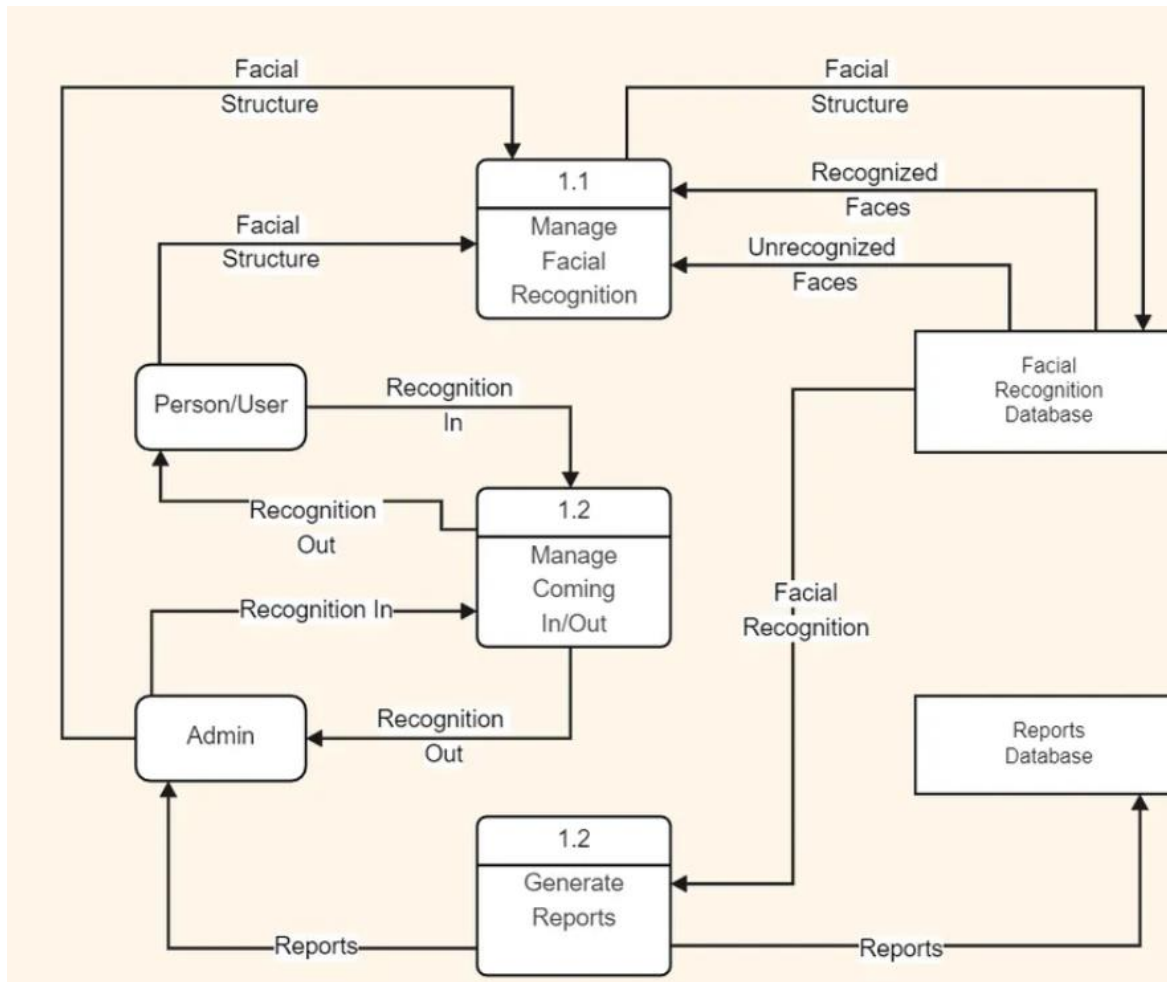 Facial
Structure
Facial
Structure
1.1
Manage
Facial
Recognition
Recognized
Faces
Facial
Structure
Unrecognized
Faces
Facial
Recognition
Database
Person/User
Recognition
In
Recognition
Out
1.2
Manage
Coming
In/Out
Recognition In
Facial
Recognition
Admin
Recognition
Out
Reports
Database
1.2
Generate
Reports
Reports
Reports